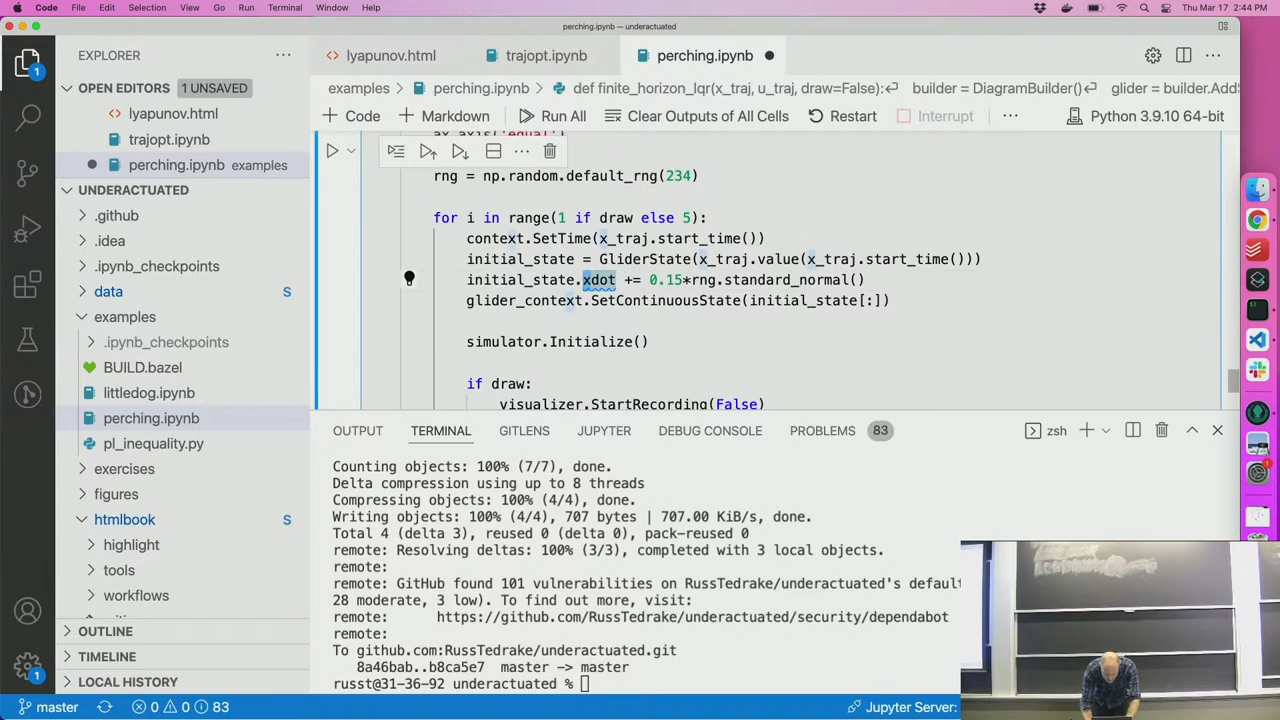 Code File Edit Selection View Go Run Terminal Window Help Thu Mar 17 2:44 PM
perching.ipynb — underactuated
EXPLORER
lyapunov.html trajopt.ipynb perching.ipynb
OPEN EDITORS 1 UNSAVED
lyapunov.html
trajopt.ipynb
perching.ipynb examples
UNDERACTUATED
.github
.idea
.ipynb_checkpoints
data S
examples
.ipynb_checkpoints
BUILD.bazel
littledog.ipynb
perching.ipynb
pl_inequality.py
exercises
figures
htmlbook S
highlight
tools
workflows
OUTLINE
TIMELINE
LOCAL HISTORY
examples > perching.ipynb > def finite_horizon_lqr(x_traj, u_traj, draw=False):↵ builder = DiagramBuilder()↵ glider = builder.AddS
Code Markdown Run All Clear Outputs of All Cells Restart Interrupt Python 3.9.10 64-bit
ax.axis('equal')
rng = np.random.default_rng(234)
for i in range(1 if draw else 5):
context.SetTime(x_traj.start_time())
initial_state = GliderState(x_traj.value(x_traj.start_time()))
initial_state.xdot += 0.15*rng.standard_normal()
glider_context.SetContinuousState(initial_state[:])
simulator.Initialize()
if draw:
visualizer.StartRecording(False)
OUTPUT TERMINAL GITLENS JUPYTER DEBUG CONSOLE PROBLEMS 83 zsh
Counting objects: 100% (7/7), done.
Delta compression using up to 8 threads
Compressing objects: 100% (4/4), done.
Writing objects: 100% (4/4), 707 bytes | 707.00 KiB/s, done.
Total 4 (delta 3), reused 0 (delta 0), pack-reused 0
remote: Resolving deltas: 100% (3/3), completed with 3 local objects.
remote:
remote: GitHub found 101 vulnerabilities on RussTedrake/underactuated's default
28 moderate, 3 low). To find out more, visit:
remote: https://github.com/RussTedrake/underactuated/security/dependabot
remote:
To github.com:RussTedrake/underactuated.git
8a46bab..b8ca5e7 master -> master
russt@31-36-92 underactuated %
master 0 0 83 Jupyter Server: